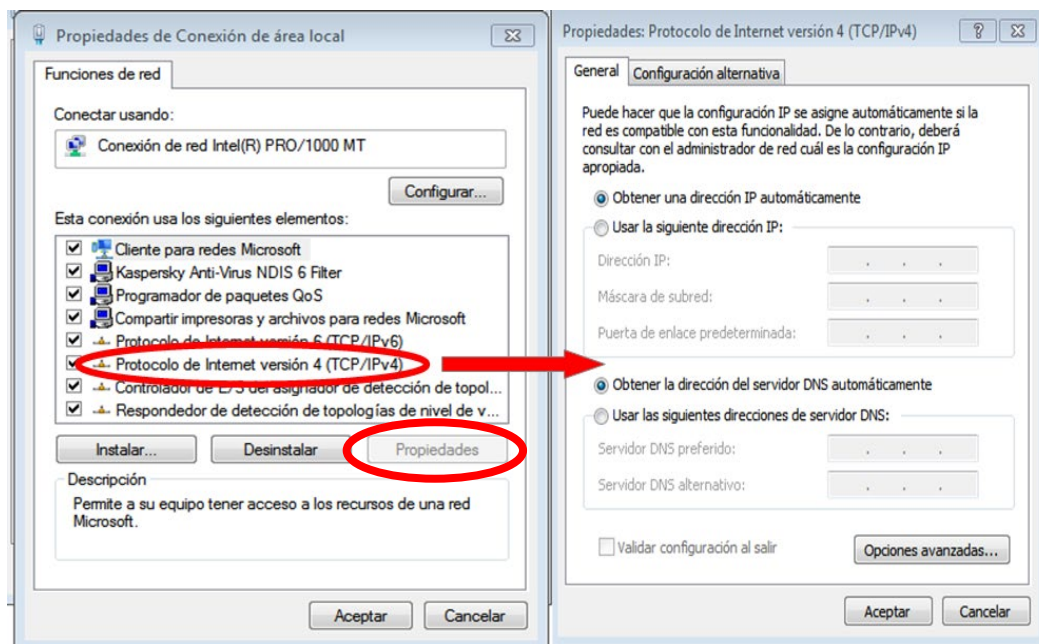 Propiedades de Conexión de área local
Funciones de red
Conectar usando:
Conexión de red Intel(R) PRO/1000 MT
Configurar...
Esta conexión usa los siguientes elementos:
Cliente para redes Microsoft
Kaspersky Anti-Virus NDIS 6 Filter
Programador de paquetes QoS
Compartir impresoras y archivos para redes Microsoft
Protocolo de Internet versión 6 (TCP/IPv6)
Protocolo de Internet versión 4 (TCP/IPv4)
Controlador de E/S del asignador de detección de topol...
Respondedor de detección de topologías de nivel de v...
Instalar... Desinstalar Propiedades
Descripción
Permite a su equipo tener acceso a los recursos de una red
Microsoft.
Aceptar Cancelar
Propiedades: Protocolo de Internet versión 4 (TCP/IPv4)
General Configuración alternativa
Puede hacer que la configuración IP se asigne automáticamente si la
red es compatible con esta funcionalidad. De lo contrario, deberá
consultar con el administrador de red cuál es la configuración IP
apropiada.
Obtener una dirección IP automáticamente
Usar la siguiente dirección IP:
Dirección IP:
Máscara de subred:
Puerta de enlace predeterminada:
Obtener la dirección del servidor DNS automáticamente
Usar las siguientes direcciones de servidor DNS:
Servidor DNS preferido:
Servidor DNS alternativo:
Validar configuración al salir
Opciones avanzadas...
Aceptar Cancelar